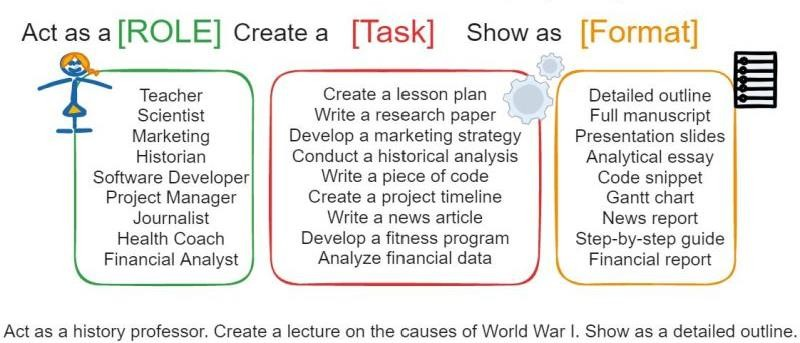 Act as a [ROLE] Create a [Task] Show as [Format]
Teacher
Scientist
Marketing
Historian
Software Developer
Project Manager
Journalist
Health Coach
Financial Analyst
Create a lesson plan
Write a research paper
Develop a marketing strategy
Conduct a historical analysis
Write a piece of code
Create a project timeline
Write a news article
Develop a fitness program
Analyze financial data
Detailed outline
Full manuscript
Presentation slides
Analytical essay
Code snippet
Gantt chart
News report
Step-by-step guide
Financial report
Act as a history professor. Create a lecture on the causes of World War I. Show as a detailed outline.